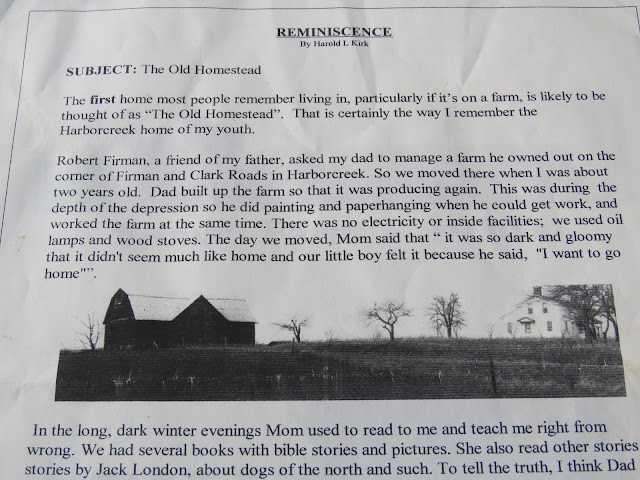 REMINISCENCE
By Harold L Kirk
SUBJECT: The Old Homestead
The first home most people remember living in, particularly if it's on a farm, is likely to be
thought of as “The Old Homestead”. That is certainly the way I remember the
Harborcreek home of my youth.
Robert Firman, a friend of my father, asked my dad to manage a farm he owned out on the
corner of Firman and Clark Roads in Harborcreek. So we moved there when I was about
two years old. Dad built up the farm so that it was producing again. This was during the
depth of the depression so he did painting and paperhanging when he could get work, and
worked the farm at the same time. There was no electricity or inside facilities; we used oil
lamps and wood stoves. The day we moved, Mom said that “ it was so dark and gloomy
that it didn't seem much like home and our little boy felt it because he said, "I want to go
home"”.
In the long, dark winter evenings Mom used to read to me and teach me right from
wrong. We had several books with bible stories and pictures. She also read other stories
stories by Jack London, about dogs of the north and such. To tell the truth, I think Dad